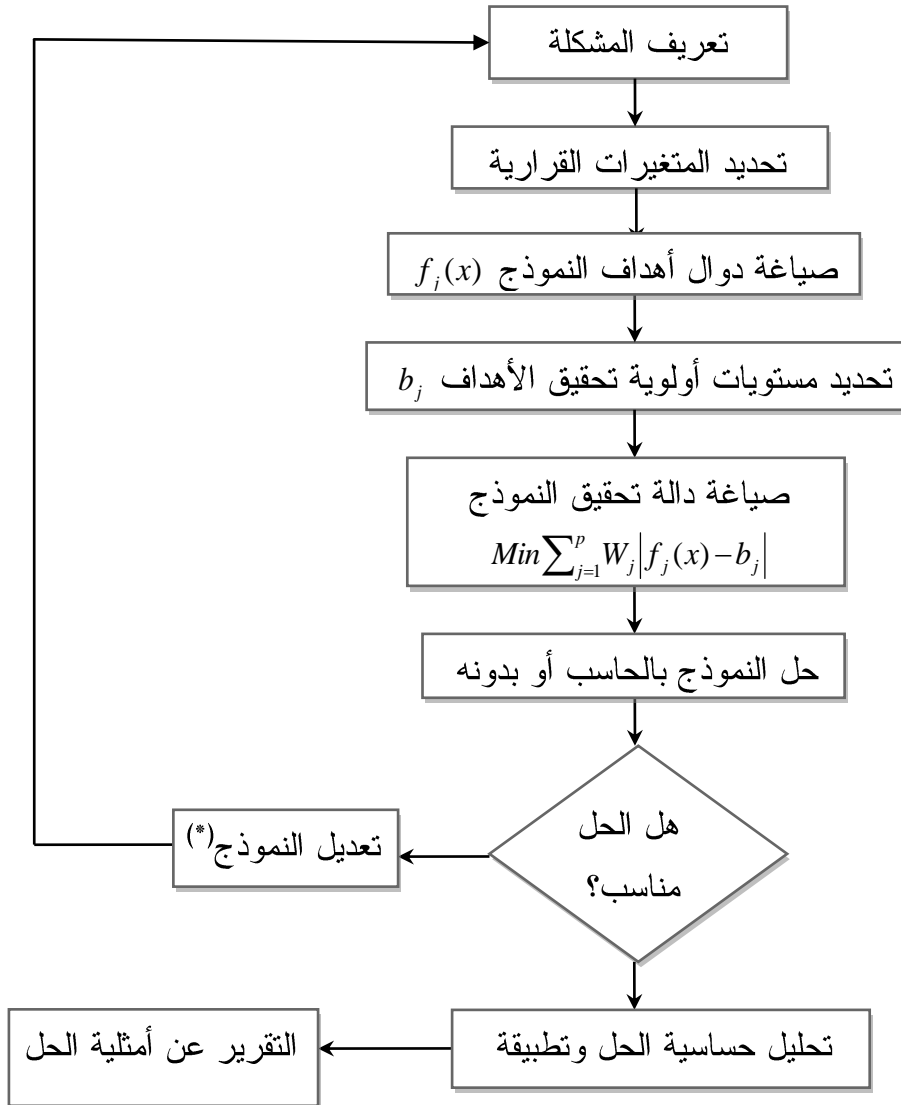 تعريف المشكلة
تحديد المتغيرات القرارية
صياغة دوال أهداف النموذج f_j(x)
تحديد مستويات أولوية تحقيق الأهداف b_j
صياغة دالة تحقيق النموذج
Min∑_{j=1}^{p} W_j|f_j(x) − b_j|
حل النموذج بالحاسب أو بدونه
هل الحل
مناسب؟
تعديل النموذج(*)
تحليل حساسية الحل وتطبيقة
التقرير عن أمثلية الحل